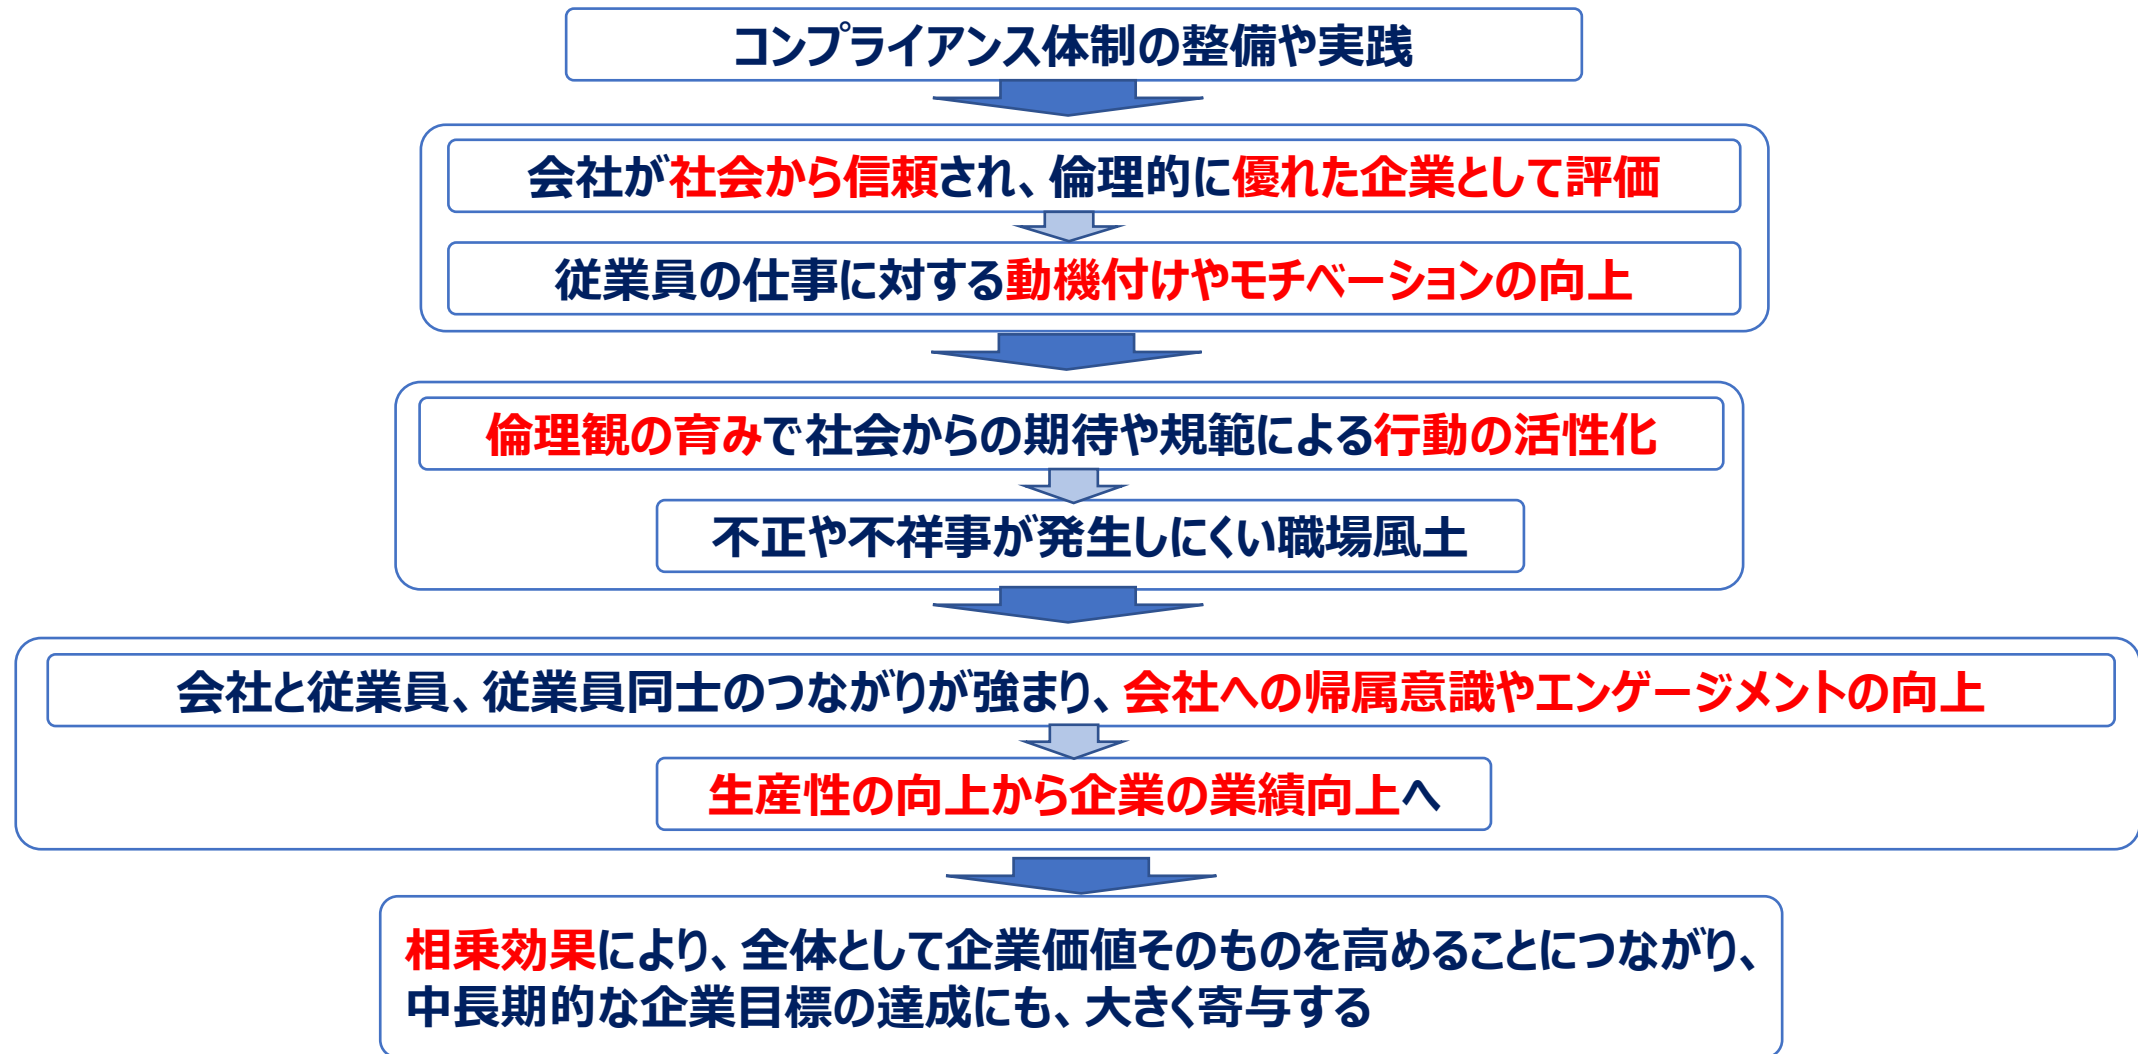 コンプライアンス体制の整備や実践
会社が社会から信頼され、倫理的に優れた企業として評価
従業員の仕事に対する動機付けやモチベーションの向上
倫理観の育みで社会からの期待や規範による行動の活性化
不正や不祥事が発生しにくい職場風土
会社と従業員、従業員同士のつながりが強まり、会社への帰属意識やエンゲージメントの向上
生産性の向上から企業の業績向上へ
相乗効果により、全体として企業価値そのものを高めることにつながり、
中長期的な企業目標の達成にも、大きく寄与する